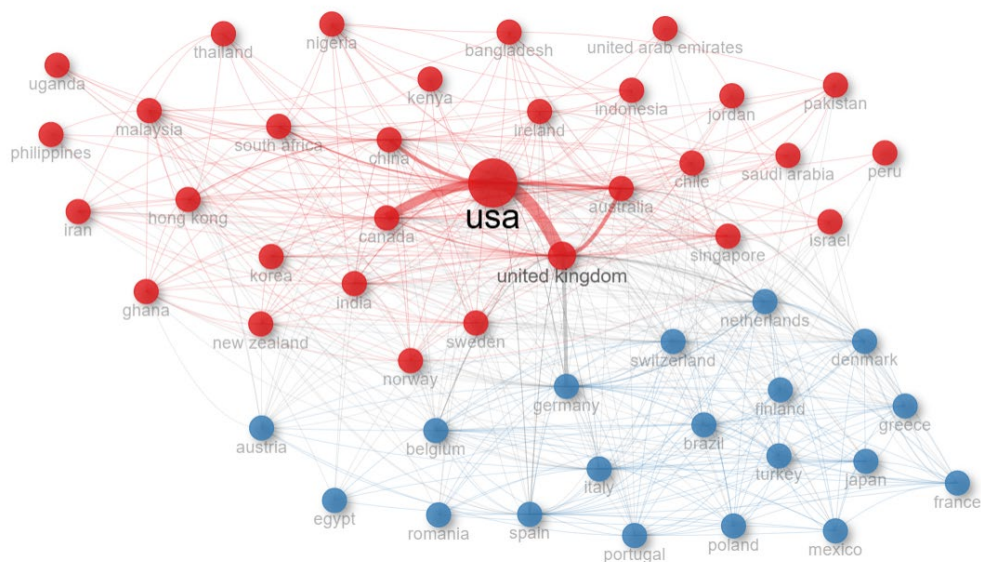 nigeria
thailand
bangladesh
united arab emirates
uganda
kenya
indonesia
jordan
pakistan
malaysia
ireland
philippines
south africa
china
chile
saudi arabia
peru
usa
australia
iran
hong kong
canada
israel
singapore
korea
united kingdom
india
ghana
netherlands
new zealand
sweden
switzerland
denmark
norway
germany
finland
greece
austria
belgium
brazil
italy
turkey
japan
france
egypt
romania
spain
portugal
poland
mexico